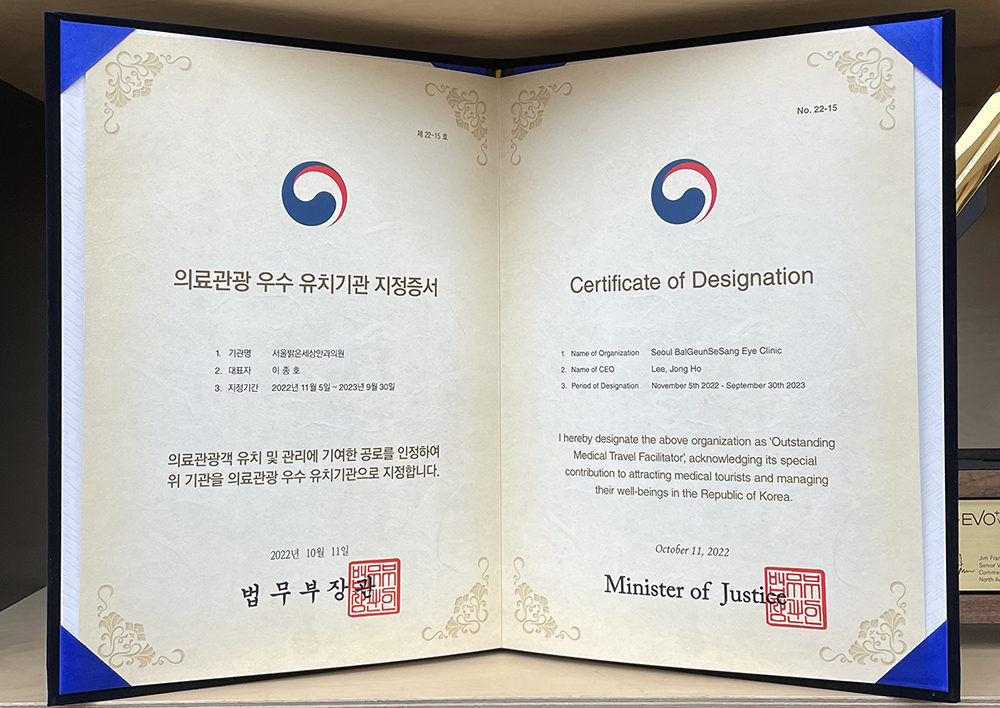 제 22-15 호
의료관광 우수 유치기관 지정증서
1. 기관명 서울밝은세상안과의원
2. 대표자 이 종 호
3. 지정기간 2022년 11월 5일 ~ 2023년 9월 30일
의료관광객 유치 및 관리에 기여한 공로를 인정하여
위 기관을 의료관광 우수 유치기관으로 지정합니다.
2022년 10월 11일
법무부장관
No. 22-15
Certificate of Designation
1. Name of Organization Seoul BalGeunSeSang Eye Clinic
2. Name of CEO Lee, Jong Ho
3. Period of Designation November 5th 2022 - September 30th 2023
I hereby designate the above organization as ‘Outstanding
Medical Travel Facilitator’, acknowledging its special
contribution to attracting medical tourists and managing
their well-beings in the Republic of Korea.
October 11, 2022
Minister of Justice
EVO+
Jim
Senior
North